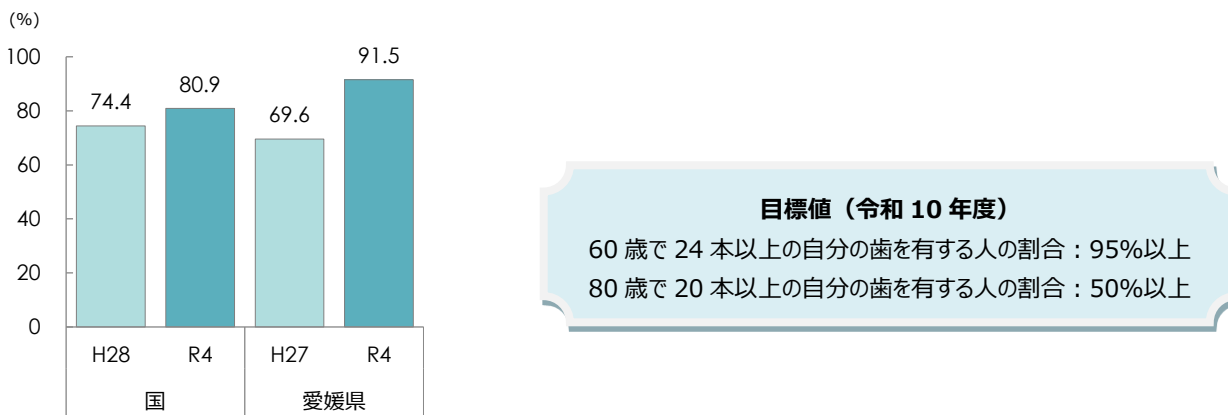 (%)
100
80
60
40
20
0
74.4
80.9
69.6
91.5
H28 R4 H27 R4
国 愛媛県
目標値（令和 10 年度）
60 歳で 24 本以上の自分の歯を有する人の割合：95%以上
80 歳で 20 本以上の自分の歯を有する人の割合：50%以上